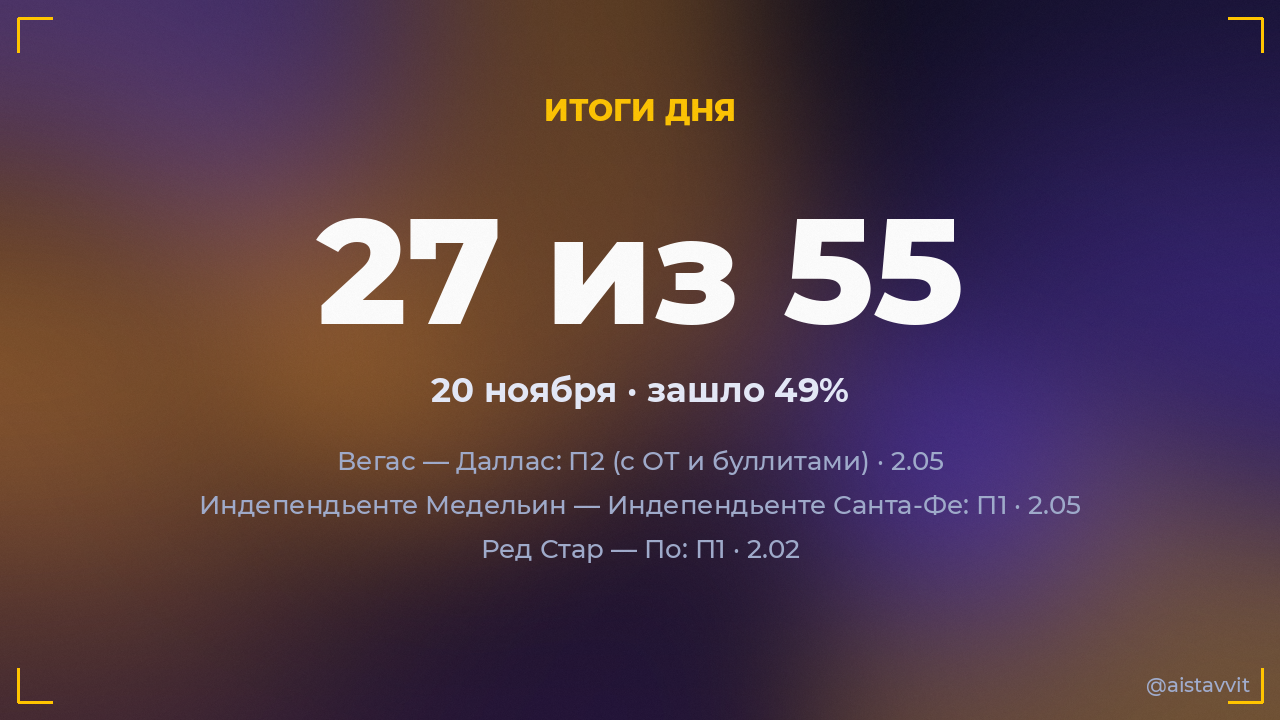 ИТОГИ ДНЯ
27 из 55
20 ноября · зашло 49%
Вегас — Даллас: П2 (с ОТ и буллитами) · 2.05
Индепендьенте Медельин — Индепендьенте Санта-Фе: П1 · 2.05
Ред Стар — По: П1 · 2.02
@aistavvit